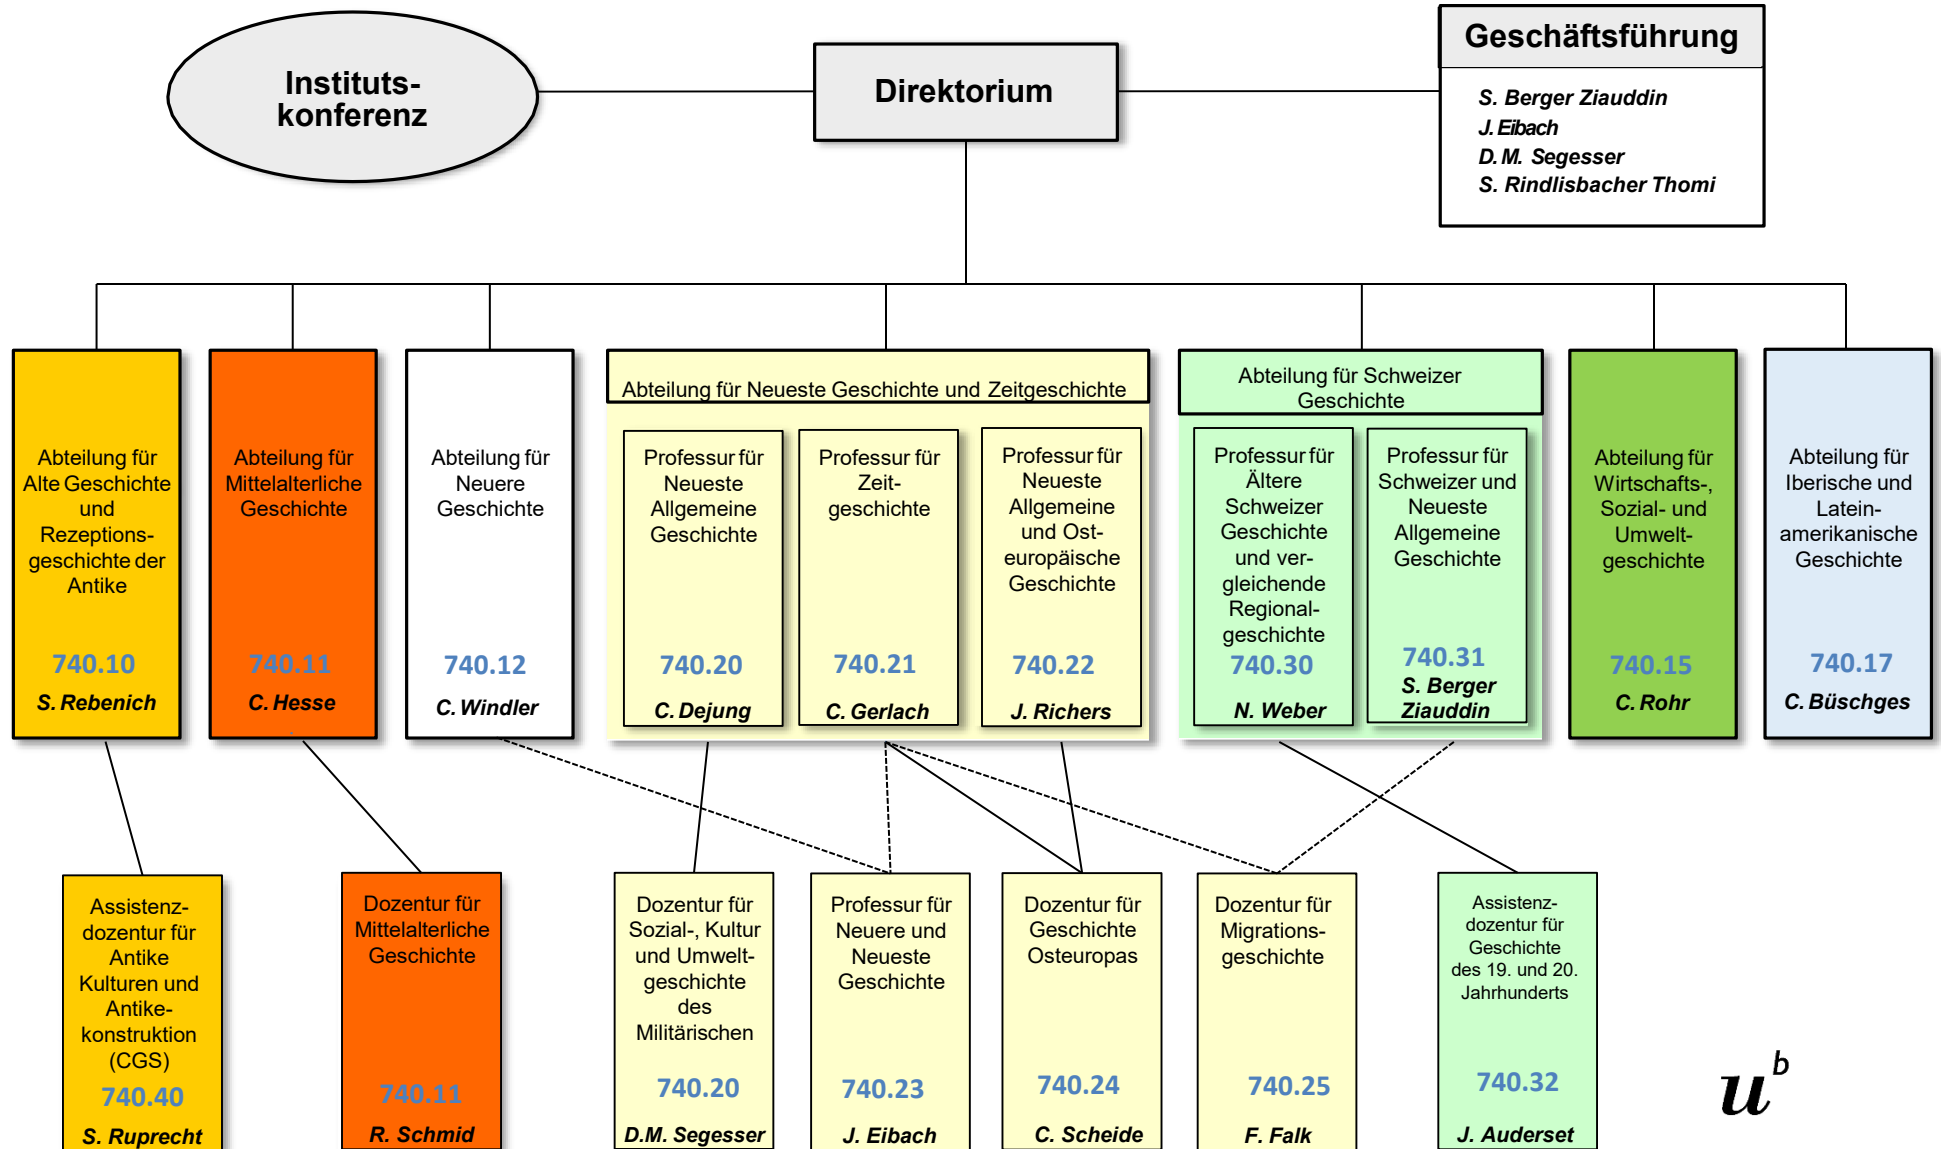 Instituts-
konferenz
Direktorium
Geschäftsführung
S. Berger Ziauddin
J. Eibach
D. M. Segesser
S. Rindlisbacher Thomi
Abteilung für
Alte Geschichte
und
Rezeptions-
geschichte der
Antike
740.10
S. Rebenich
Abteilung für
Mittelalterliche
Geschichte
740.11
C. Hesse
Abteilung für
Neuere
Geschichte
740.12
C. Windler
Abteilung für Neueste Geschichte und Zeitgeschichte
Professur für
Neueste
Allgemeine
Geschichte
740.20
C. Dejung
Professur für
Zeit-
geschichte
740.21
C. Gerlach
Professur für
Neueste
Allgemeine
und Ost-
europäische
Geschichte
740.22
J. Richers
Abteilung für Schweizer
Geschichte
Professur für
Ältere
Schweizer
Geschichte
und ver-
gleichende
Regional-
geschichte
740.30
N. Weber
Professur für
Schweizer und
Neueste
Allgemeine
Geschichte
740.31
S. Berger
Ziauddin
Abteilung für
Wirtschafts-,
Sozial- und
Umwelt-
geschichte
740.15
C. Rohr
Abteilung für
Iberische und
Latein-
amerikanische
Geschichte
740.17
C. Büschges
Assistenz-
dozentur für
Antike
Kulturen und
Antike-
konstruktion
(CGS)
740.40
S. Ruprecht
Dozentur für
Mittelalterliche
Geschichte
740.11
R. Schmid
Dozentur für
Sozial-, Kultur
und Umwelt-
geschichte
des
Militärischen
740.20
D.M. Segesser
Professur für
Neuere und
Neueste
Geschichte
740.23
J. Eibach
Dozentur für
Geschichte
Osteuropas
740.24
C. Scheide
Dozentur für
Migrations-
geschichte
740.25
F. Falk
Assistenz-
dozentur für
Geschichte
des 19. und 20.
Jahrhunderts
740.32
J. Auderset
u b